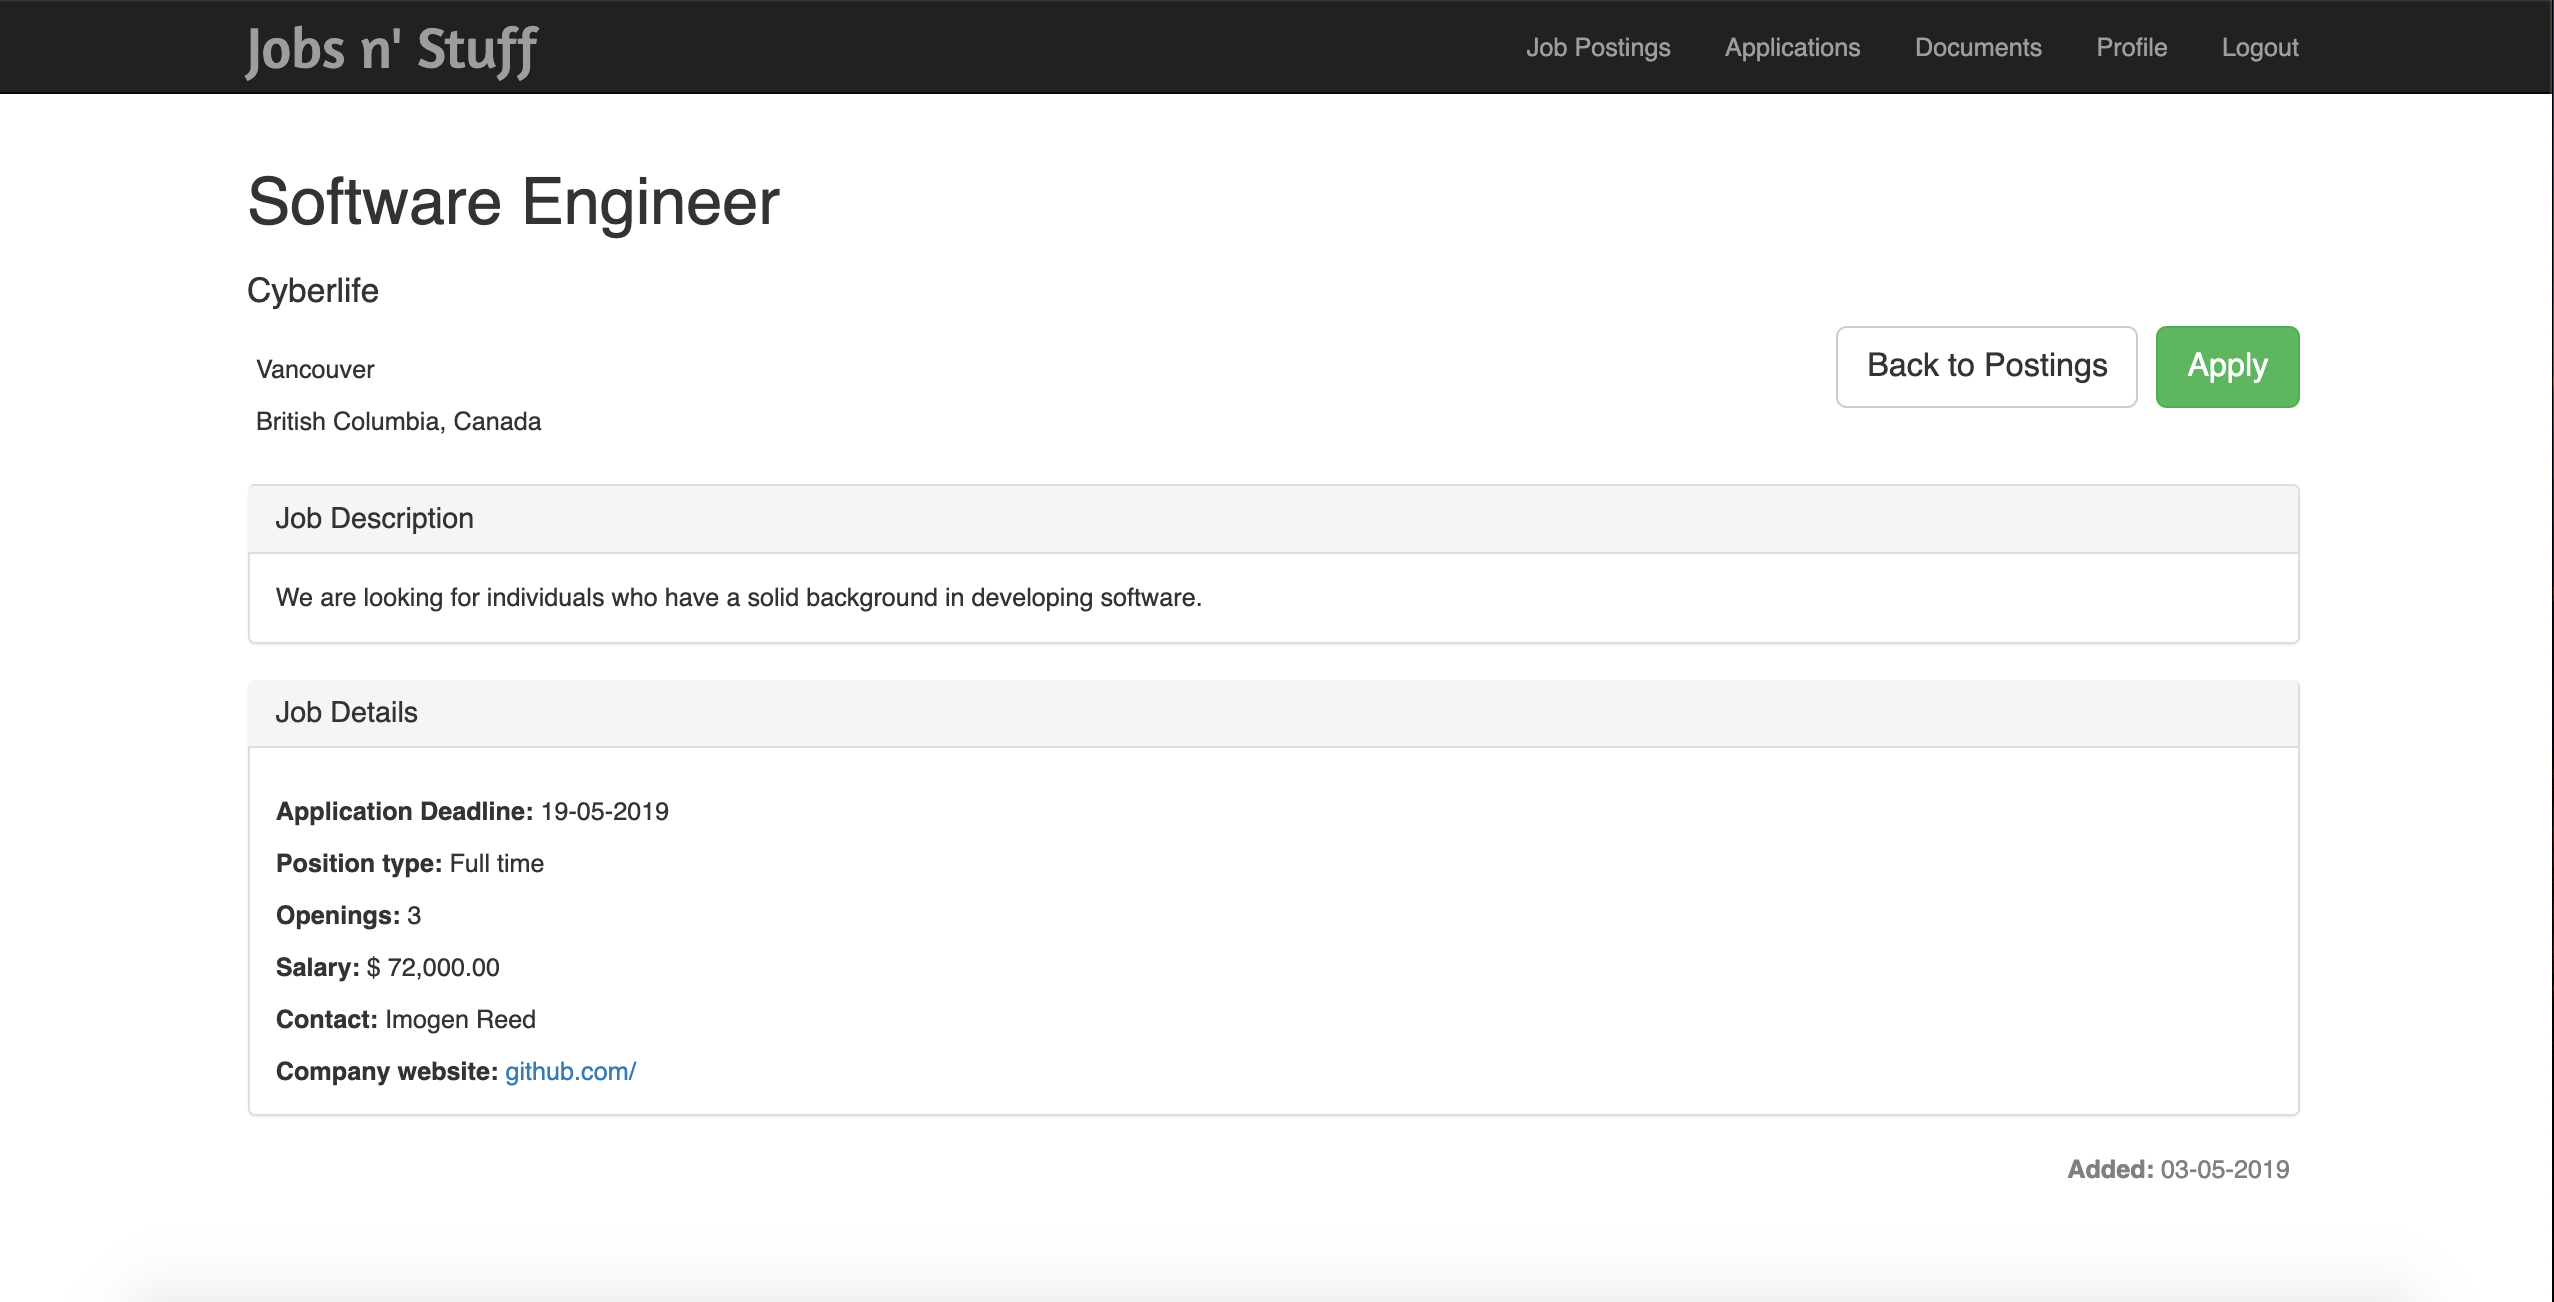 Jobs n' Stuff
Job Postings Applications Documents Profile Logout
Software Engineer
Cyberlife
Vancouver
British Columbia, Canada
Back to Postings Apply
Job Description
We are looking for individuals who have a solid background in developing software.
Job Details
Application Deadline: 19-05-2019
Position type: Full time
Openings: 3
Salary: $ 72,000.00
Contact: Imogen Reed
Company website: github.com/
Added: 03-05-2019